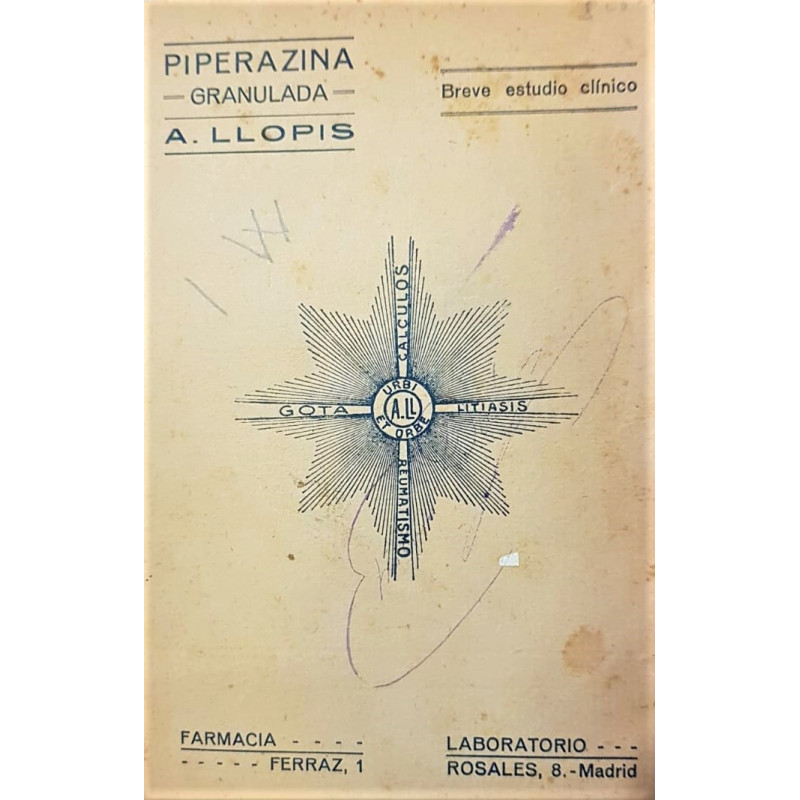 PIPERAZINA
— GRANULADA —
A. LLOPIS
Breve estudio clínico
CALCULOS
GOTA
URBI
A.LL
ET ORBE
LITIASIS
REUMATISMO
FARMACIA - - - -
- - - - - FERRAZ, 1
LABORATORIO - - -
ROSALES, 8.-Madrid